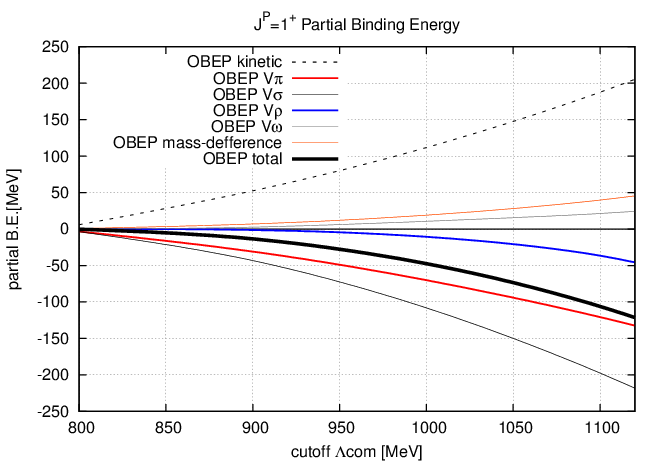 J^P=1^+ Partial Binding Energy
OBEP kinetic
OBEP Vπ
OBEP Vσ
OBEP Vρ
OBEP Vω
OBEP mass-defference
OBEP total
partial B.E.[MeV]
250
200
150
100
50
0
-50
-100
-150
-200
-250
800 850 900 950 1000 1050 1100
cutoff Λcom [MeV]